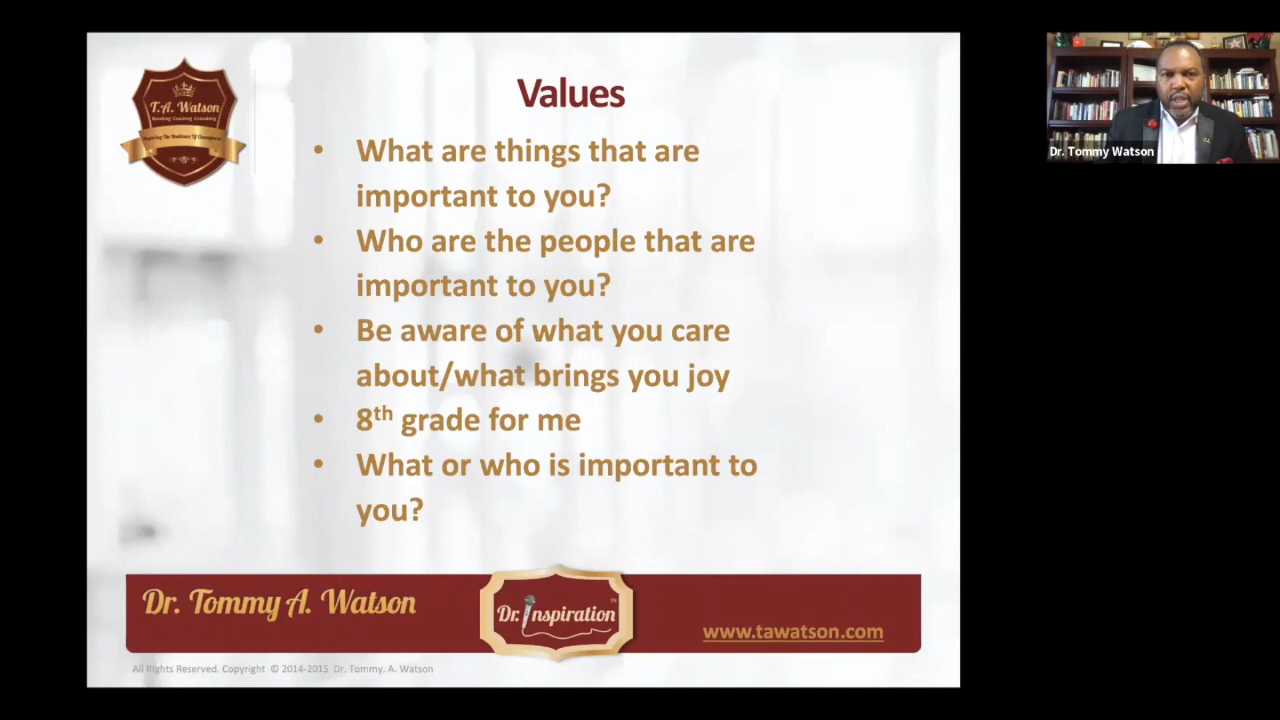 T.A. Watson
Speaking Coaching Consulting
Values
• What are things that are
important to you?
• Who are the people that are
important to you?
• Be aware of what you care
about/what brings you joy
• 8th grade for me
• What or who is important to
you?
Dr. Tommy A. Watson
Dr. Inspiration
www.tawatson.com
All Rights Reserved. Copyright © 2014-2015 Dr. Tommy. A. Watson
Dr. Tommy Watson